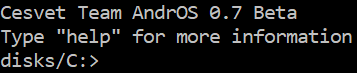 Cesvet Team AndrOS 0.7 Beta
Type "help" for more information
disks/C:>